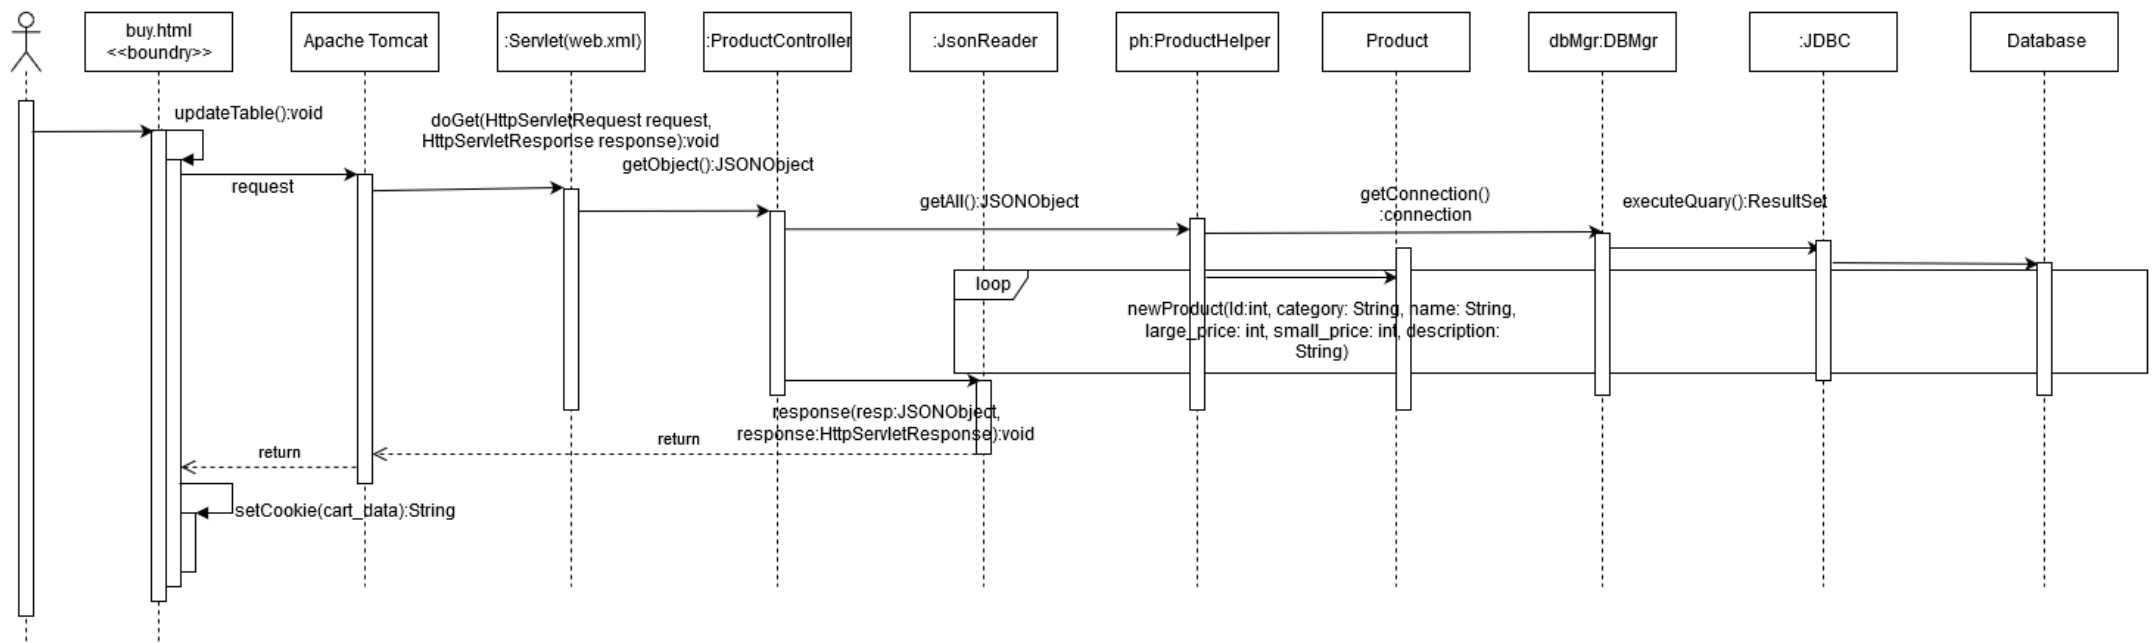 buy.html
<<boundry>>
Apache Tomcat
:Servlet(web.xml)
:ProductController
:JsonReader
ph:ProductHelper
Product
dbMgr:DBMgr
:JDBC
Database
updateTable():void
doGet(HttpServletRequest request,
HttpServletResponse response):void
getObject():JSONObject
request
getAll():JSONObject
getConnection()
:connection
executeQuary():ResultSet
loop
newProduct(Id:int, category: String, name: String,
large_price: int, small_price: int, description:
String)
response(resp:JSONObject,
response:HttpServletResponse):void
return
return
setCookie(cart_data):String